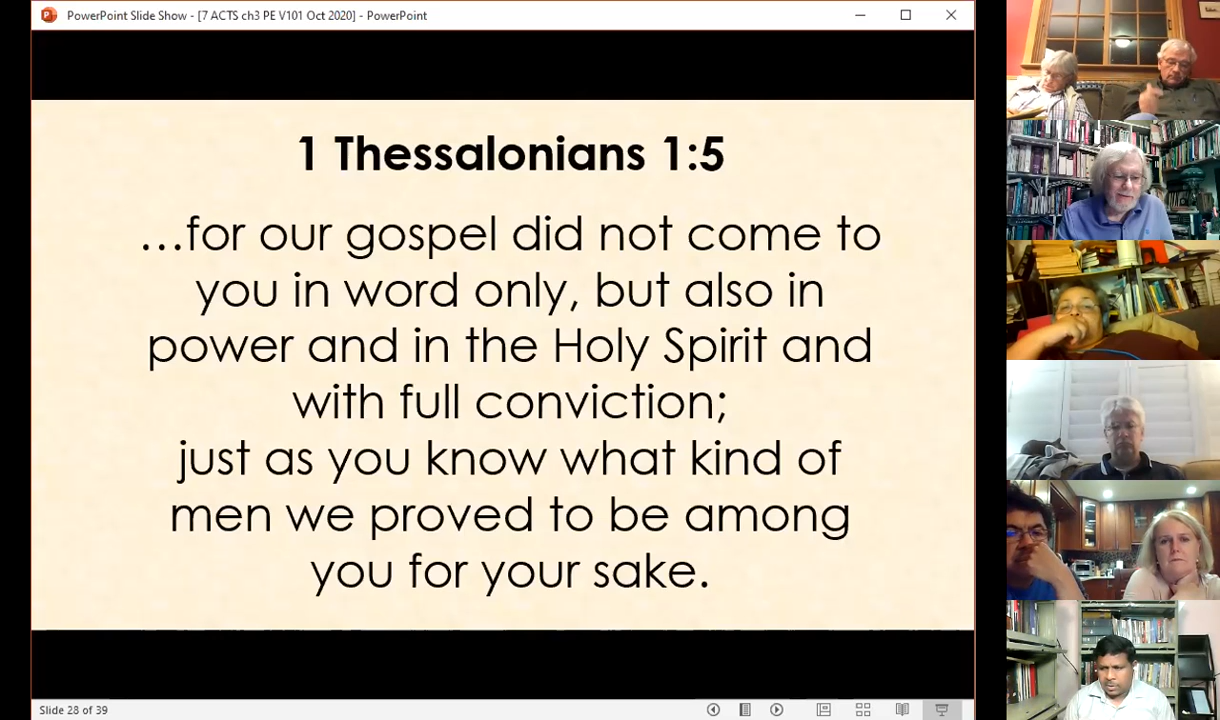 PowerPoint Slide Show - [7 ACTS ch3 PE V101 Oct 2020] - PowerPoint
1 Thessalonians 1:5
…for our gospel did not come to
you in word only, but also in
power and in the Holy Spirit and
with full conviction;
just as you know what kind of
men we proved to be among
you for your sake.
Slide 28 of 39